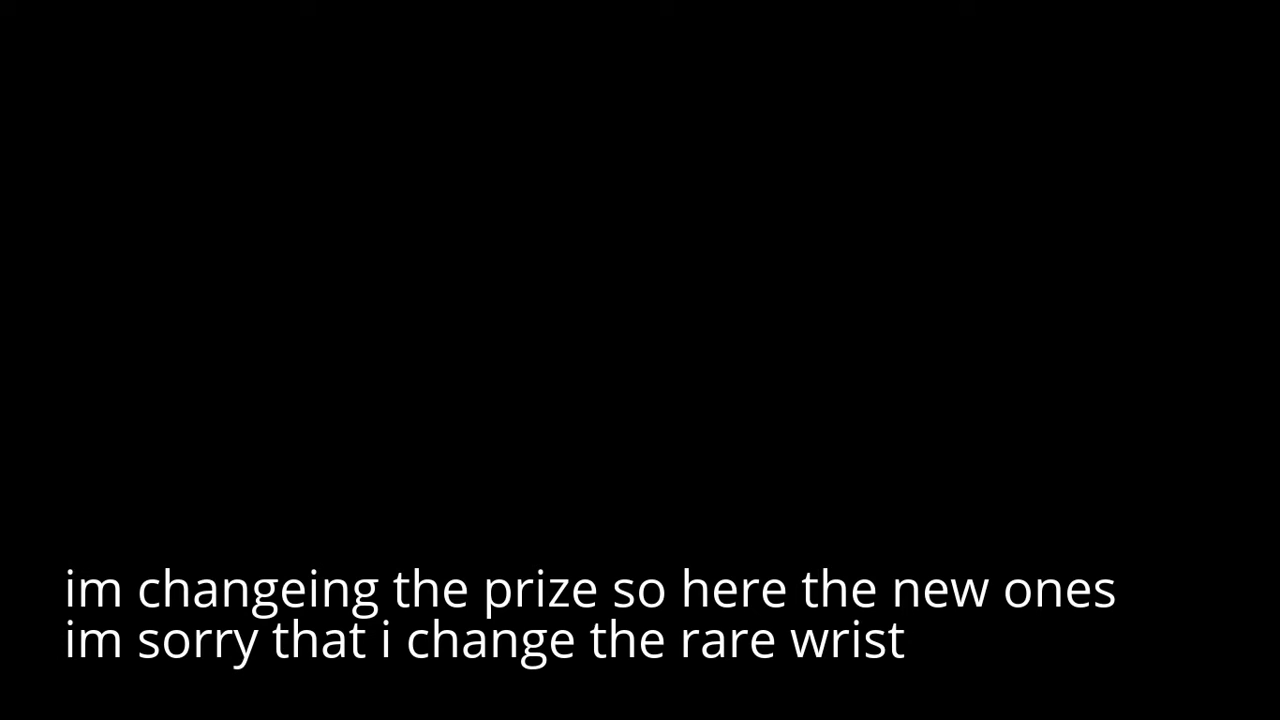 im changeing the prize so here the new ones
im sorry that i change the rare wrist